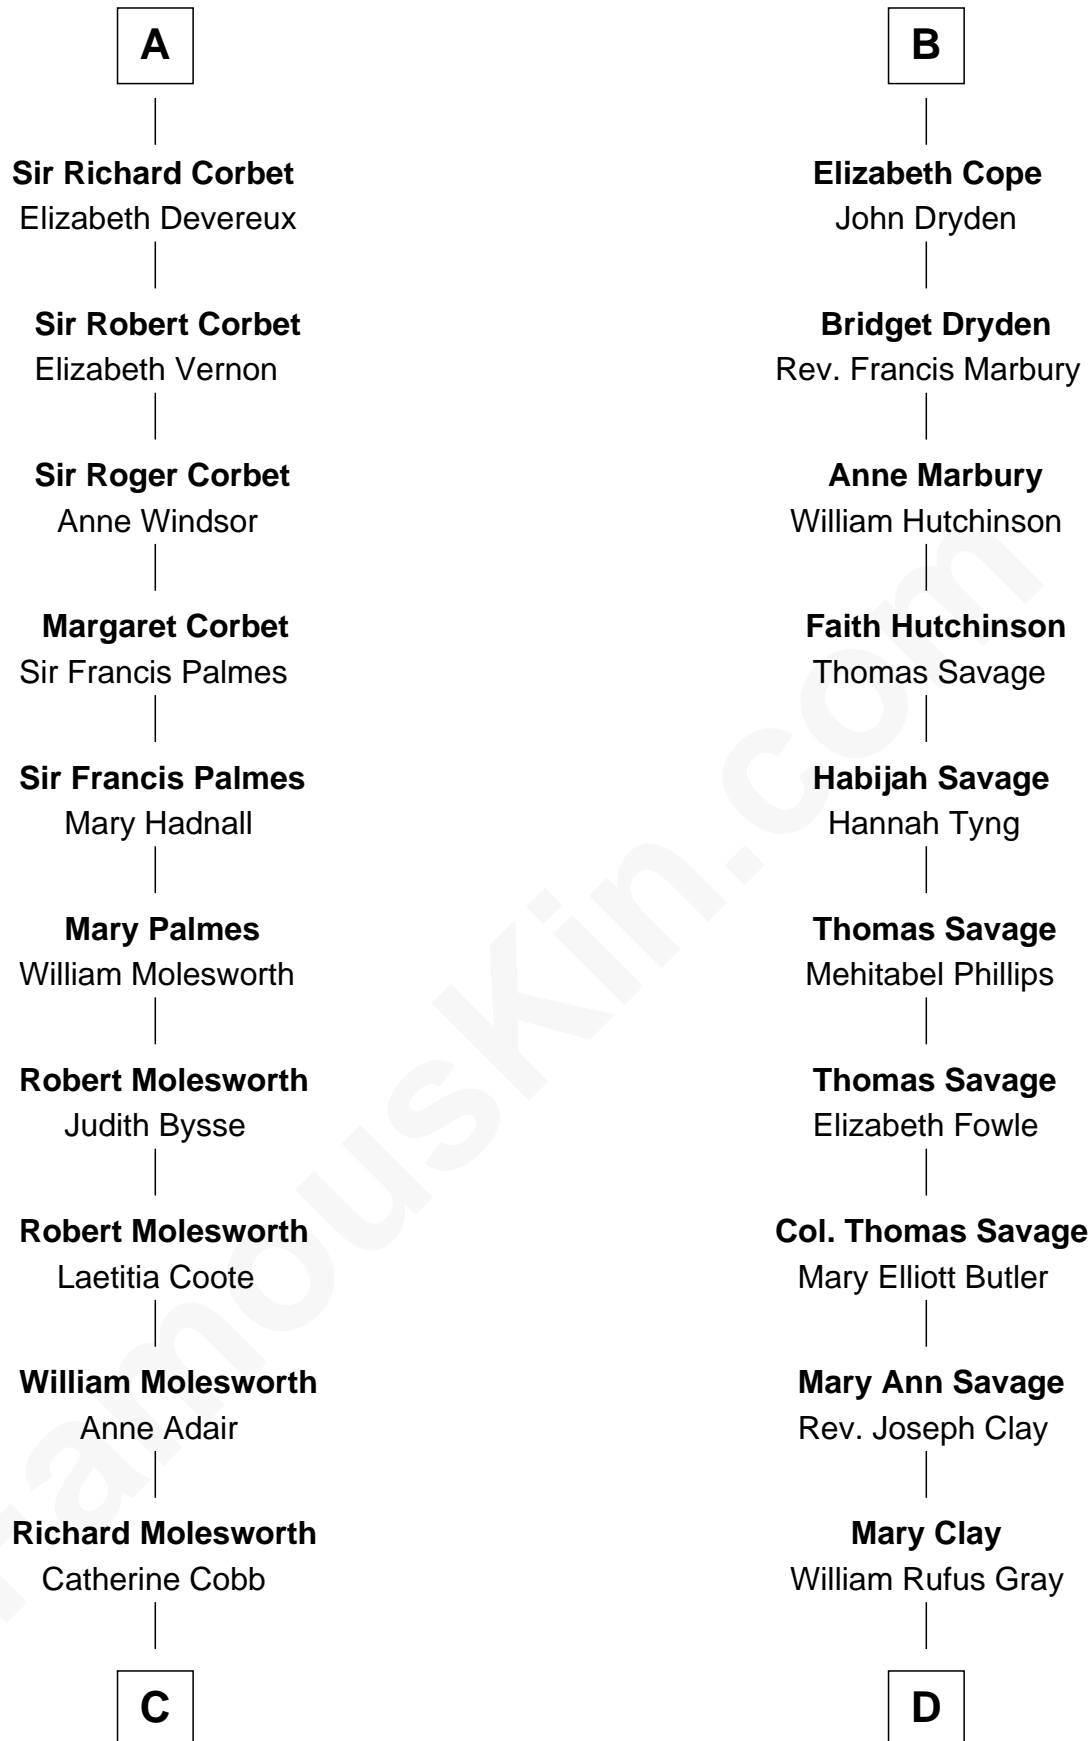 A
Sir Richard Corbet
Elizabeth Devereux
Sir Robert Corbet
Elizabeth Vernon
Sir Roger Corbet
Anne Windsor
Margaret Corbet
Sir Francis Palmes
Sir Francis Palmes
Mary Hadnall
Mary Palmes
William Molesworth
Robert Molesworth
Judith Bysse
Robert Molesworth
Laetitia Coote
William Molesworth
Anne Adair
Richard Molesworth
Catherine Cobb
C
B
Elizabeth Cope
John Dryden
Bridget Dryden
Rev. Francis Marbury
Anne Marbury
William Hutchinson
Faith Hutchinson
Thomas Savage
Habijah Savage
Hannah Tyng
Thomas Savage
Mehitabel Phillips
Thomas Savage
Elizabeth Fowle
Col. Thomas Savage
Mary Elliott Butler
Mary Ann Savage
Rev. Joseph Clay
Mary Clay
William Rufus Gray
D
FamousKin.com